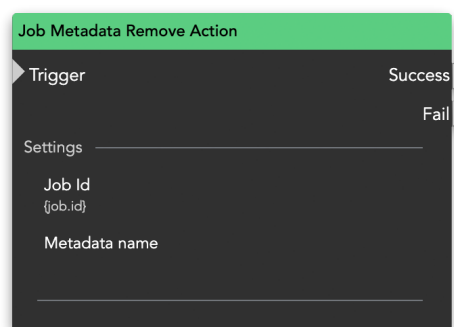 Job Metadata Remove Action
Trigger
Success
Fail
Settings
Job Id
{job.id}
Metadata name